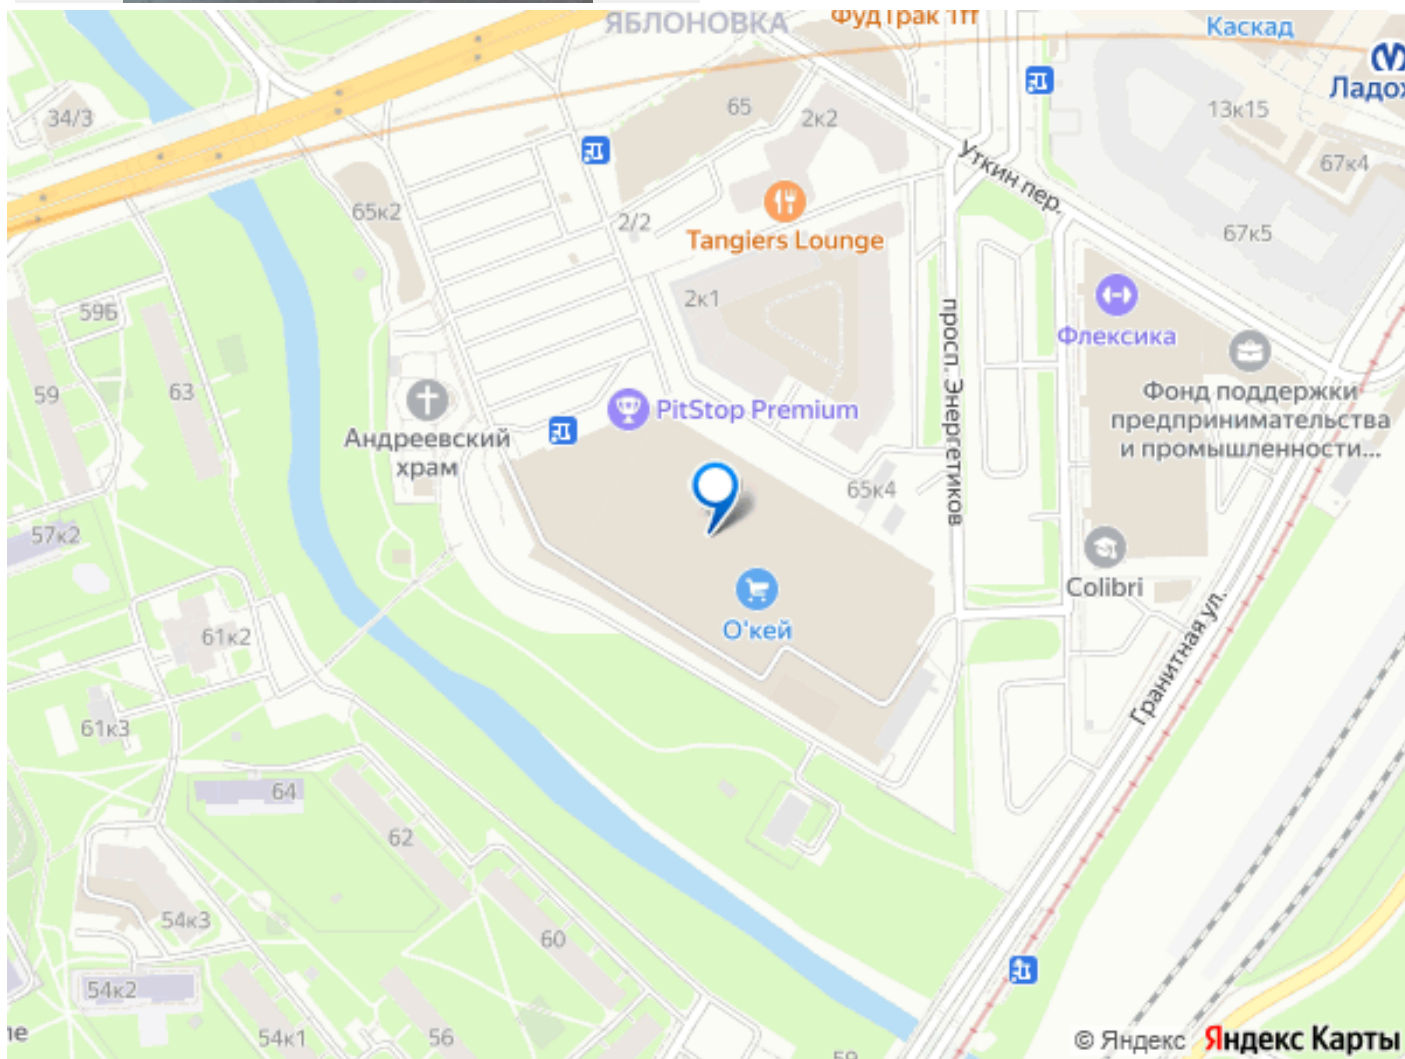 ЯБЛОНОВКА
ФудТрак 1ff
Каскад
34/3
65
2к2
13к15
67к4
Уткин пер.
65к2
2/2
Tangiers Lounge
67к5
59Б
2к1
Флексика
59
63
просп. Энергетиков
PitStop Premium
Андреевский
храм
Фонд поддержки
предпринимательства
и промышленности...
65к4
57к2
Colibri
О'кей
61к2
Гранитная ул.
61к3
64
62
54к3
60
54к2
54к1
56
© Яндекс Яндекс Карты